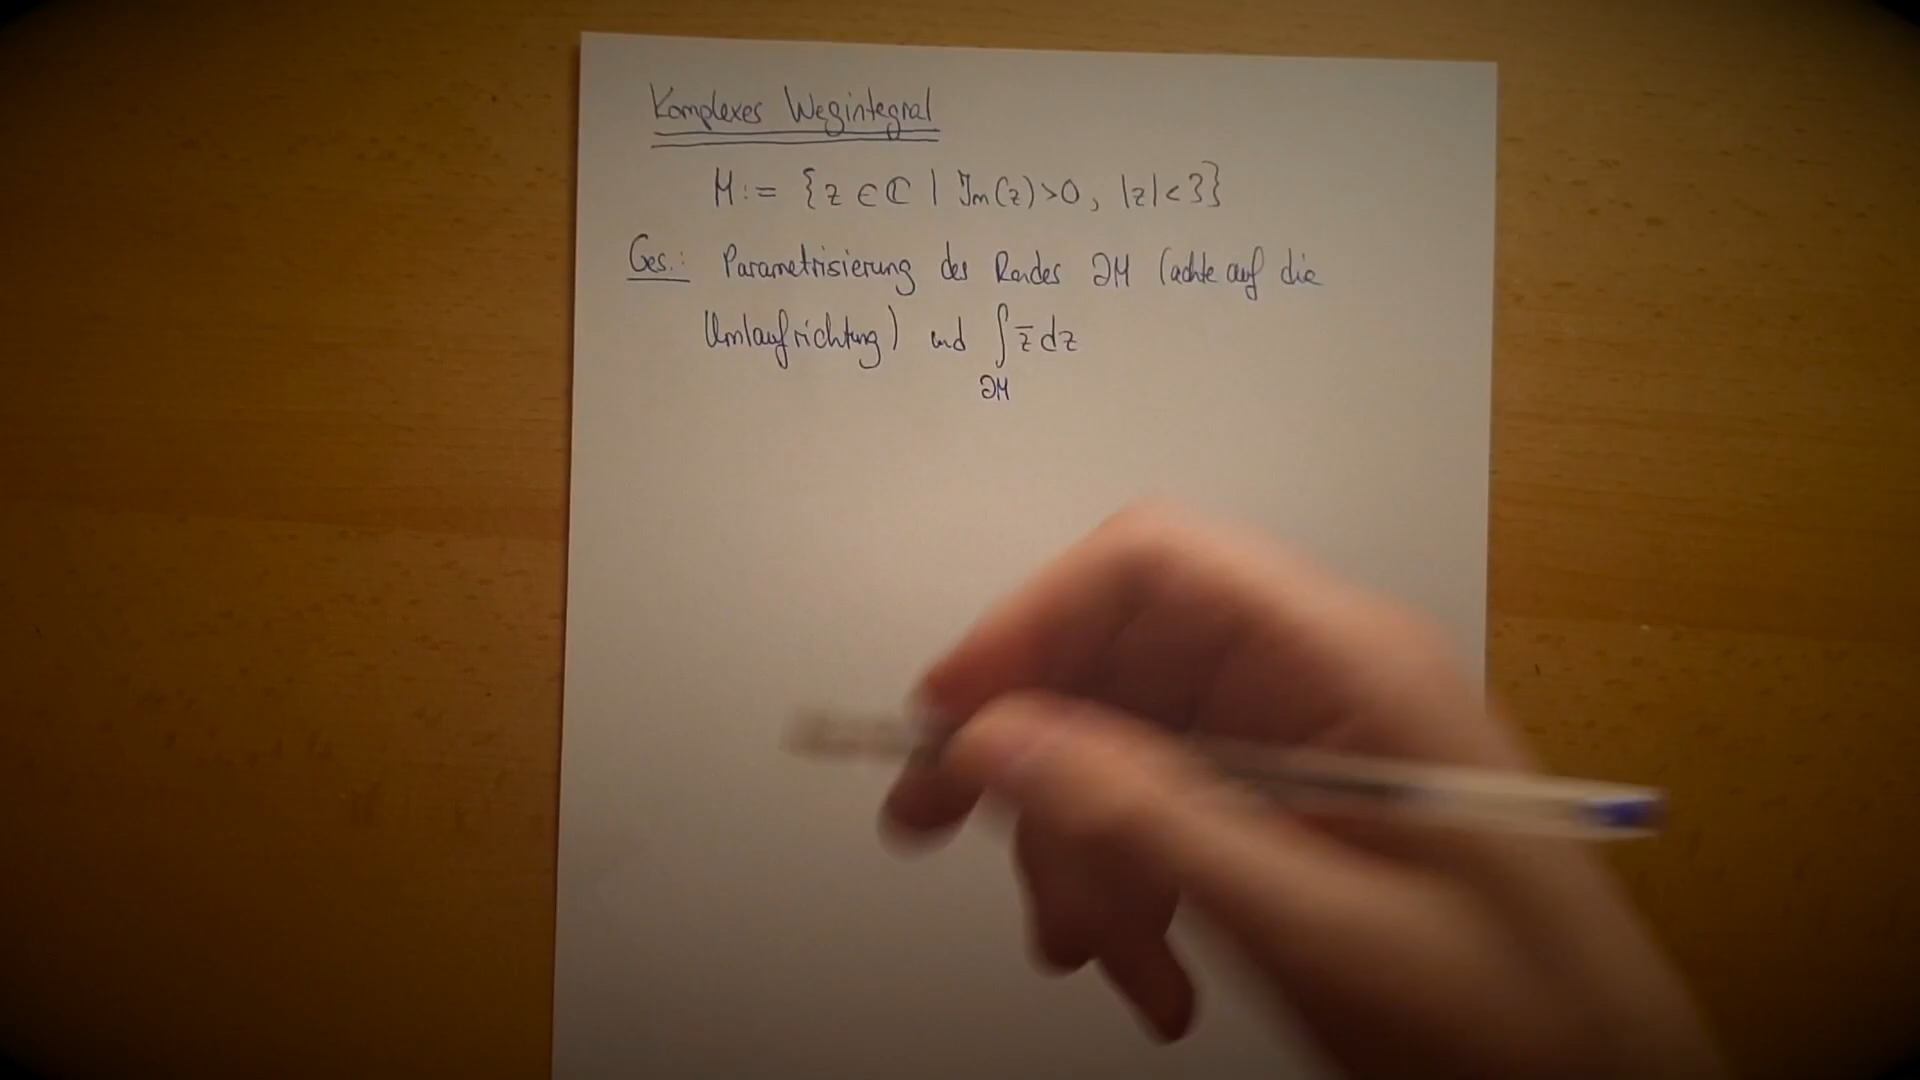 Komplexes Wegintegral
M := {z ∈ ℂ | Im(z)>0, |z|<3}
Ges.: Parametrisierung des Randes ∂M (achte auf die
Umlaufrichtung) und ∫ z̄ dz
∂M